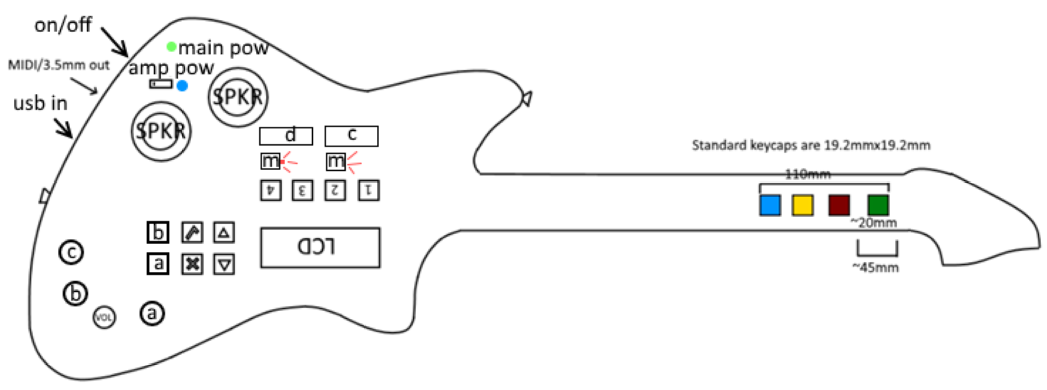 on/off
main pow
MIDI/3.5mm out
amp pow
usb in
SPKR
SPKR
d
c
m
m
4
3
2
1
Standard keycaps are 19.2mmx19.2mm
110mm
~20mm
~45mm
b
a
LCD
c
b
VOL
a